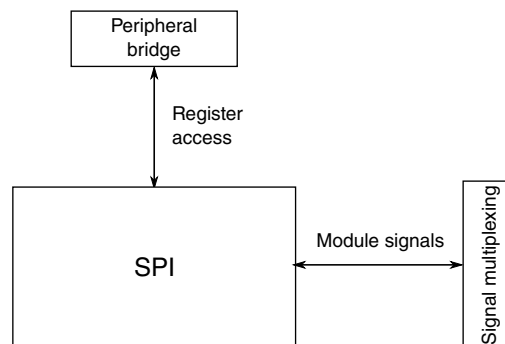 Peripheral
bridge
Register
access
SPI
Module signals
Signal multiplexing